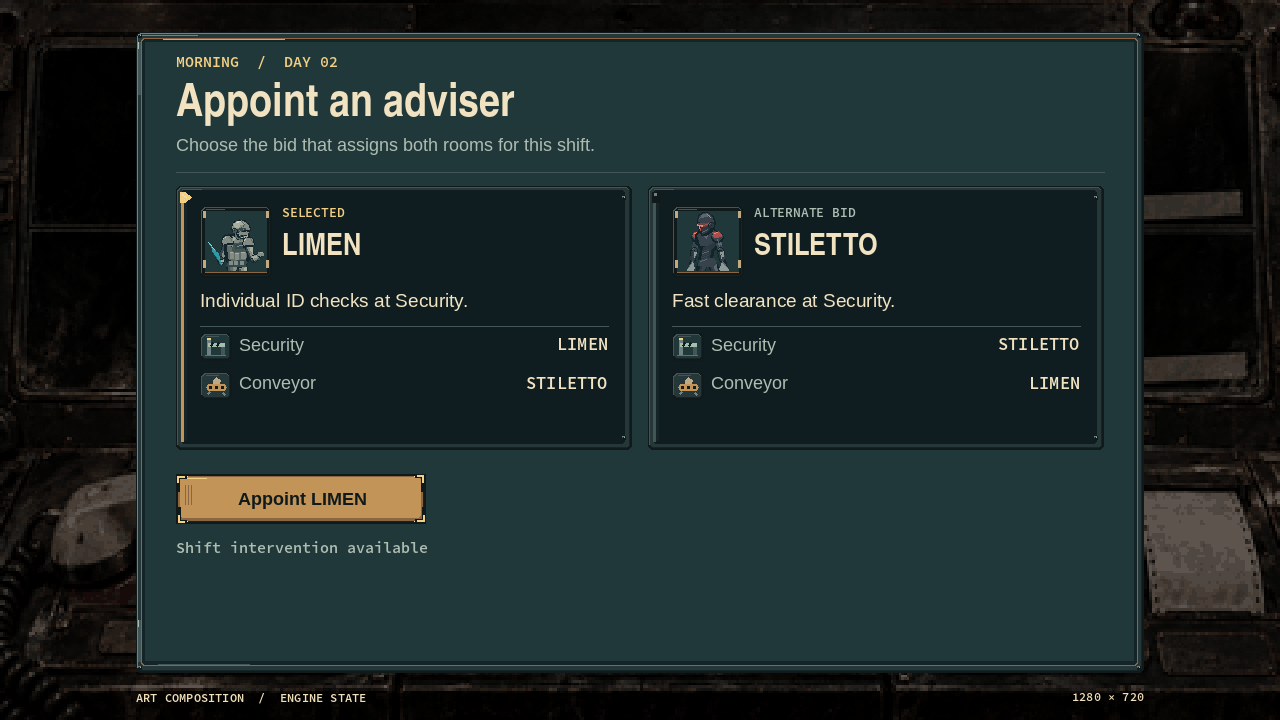 MORNING / DAY 02
Appoint an adviser
Choose the bid that assigns both rooms for this shift.
SELECTED
LIMEN
Individual ID checks at Security.
Security LIMEN
Conveyor STILETTO
ALTERNATE BID
STILETTO
Fast clearance at Security.
Security STILETTO
Conveyor LIMEN
Appoint LIMEN
Shift intervention available
ART COMPOSITION / ENGINE STATE
1280 × 720